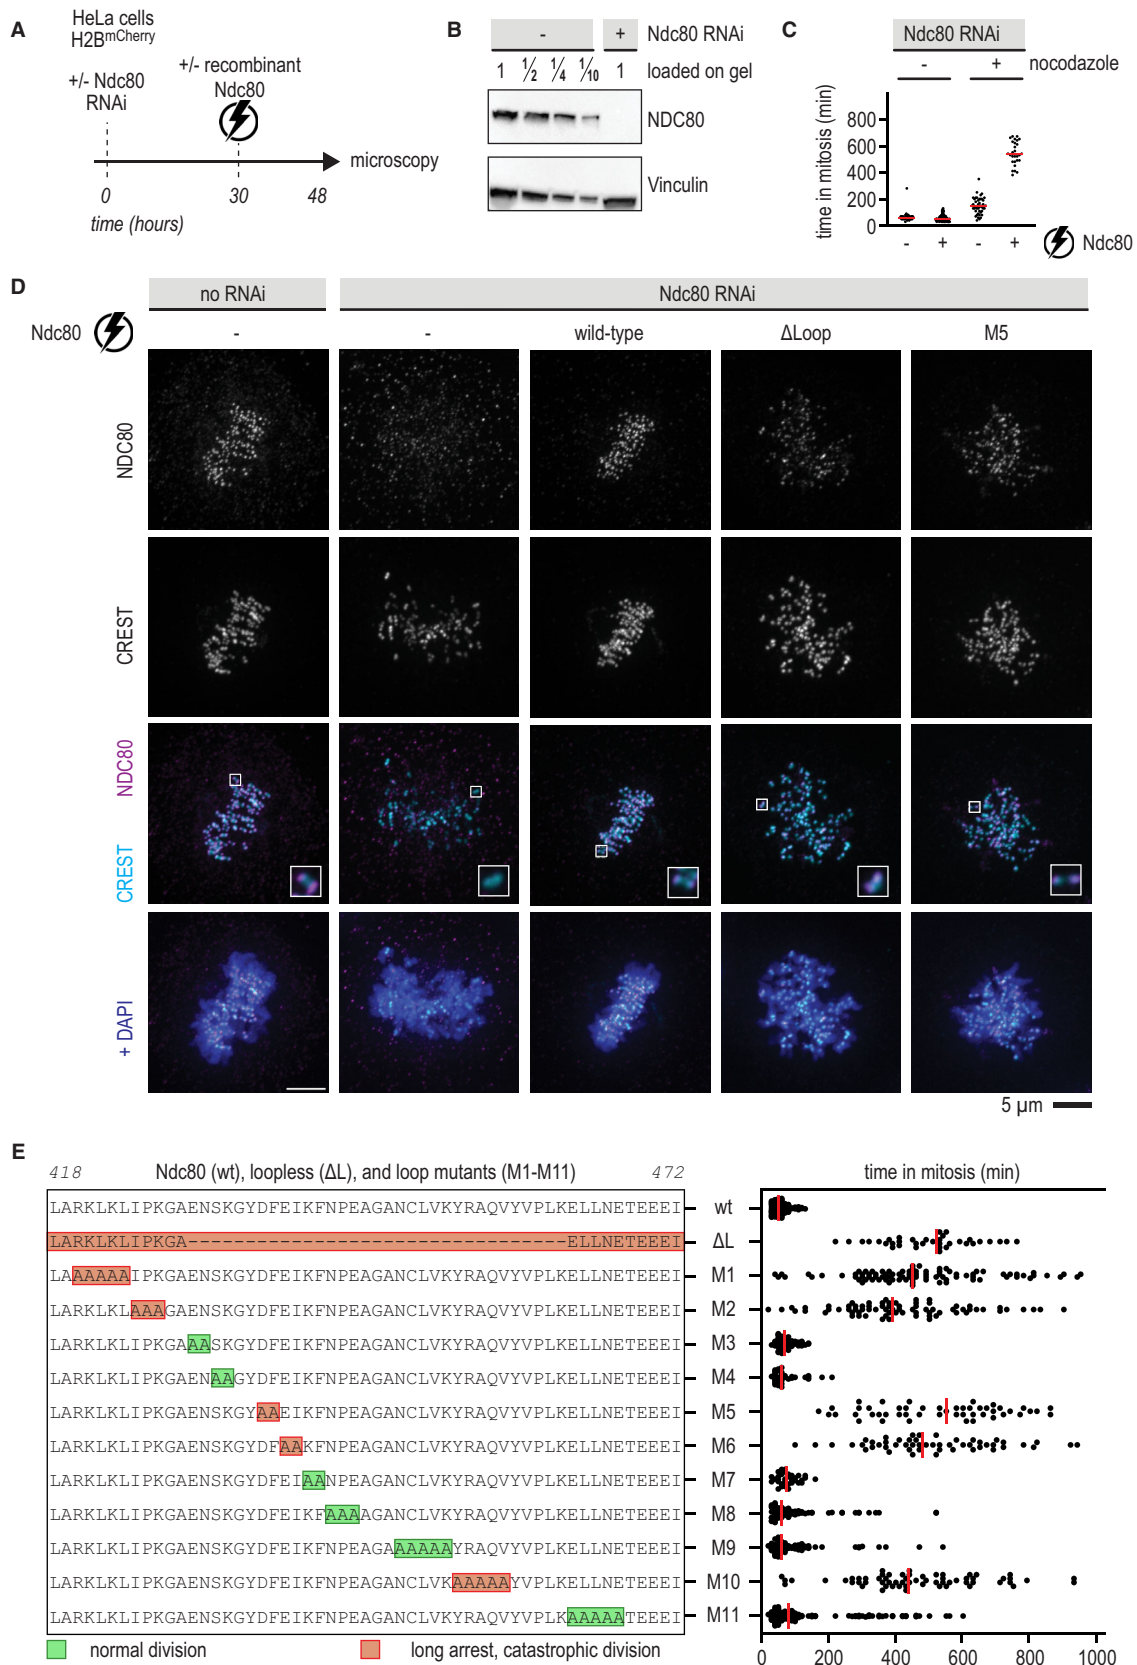 A
HeLa cells
H2BmCherry
+/- Ndc80
RNAi
+/- recombinant
Ndc80
microscopy
0
30
48
time (hours)
B
- + Ndc80 RNAi
1 1/2 1/4 1/10 1 loaded on gel
NDC80
Vinculin
C
Ndc80 RNAi
- + nocodazole
time in mitosis (min)
800
600
400
200
0
- + - + Ndc80
D
no RNAi
Ndc80 RNAi
Ndc80 - - wild-type ΔLoop M5
NDC80
CREST
CREST NDC80
+ DAPI
5 µm
E
418 Ndc80 (wt), loopless (ΔL), and loop mutants (M1-M11) 472
time in mitosis (min)
LARKLKLIPKGAENSKGYDFEIKFNPEAGANCLVKYRAQVYVPLKELLNETEEEI wt
LARKLKLIPKGA---------------------------------ELLNETEEEI ΔL
LAAAAAAIPKGAENSKGYDFEIKFNPEAGANCLVKYRAQVYVPLKELLNETEEEI M1
LARKLKLAAAGAENSKGYDFEIKFNPEAGANCLVKYRAQVYVPLKELLNETEEEI M2
LARKLKLIPKGAAASKGYDFEIKFNPEAGANCLVKYRAQVYVPLKELLNETEEEI M3
LARKLKLIPKGAENAAGYDFEIKFNPEAGANCLVKYRAQVYVPLKELLNETEEEI M4
LARKLKLIPKGAENSKGYAAEIKFNPEAGANCLVKYRAQVYVPLKELLNETEEEI M5
LARKLKLIPKGAENSKGYDFAAKFNPEAGANCLVKYRAQVYVPLKELLNETEEEI M6
LARKLKLIPKGAENSKGYDFEIAANPEAGANCLVKYRAQVYVPLKELLNETEEEI M7
LARKLKLIPKGAENSKGYDFEIKFAAAAGANCLVKYRAQVYVPLKELLNETEEEI M8
LARKLKLIPKGAENSKGYDFEIKFNPEAGAAAAAAYRAQVYVPLKELLNETEEEI M9
LARKLKLIPKGAENSKGYDFEIKFNPEAGANCLVKAAAAAYVPLKELLNETEEEI M10
LARKLKLIPKGAENSKGYDFEIKFNPEAGANCLVKYRAQVYVPLKAAAAATEEEI M11
normal division
long arrest, catastrophic division
0 200 400 600 800 1000